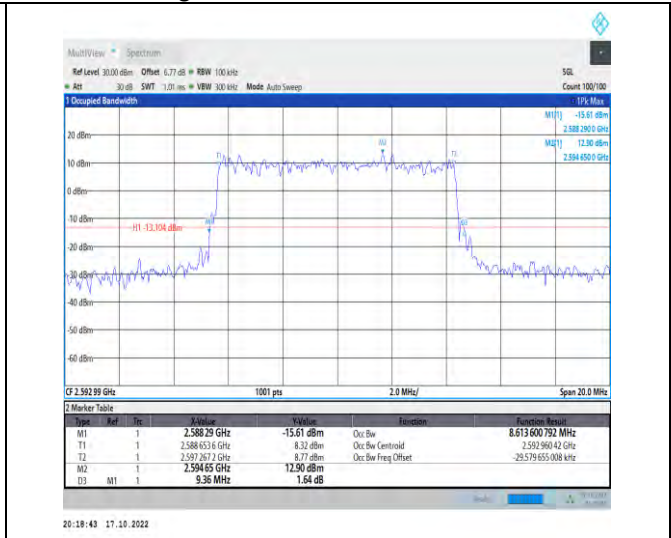 MultiView Spectrum
Ref Level 30.00 dBm Offset 6.77 dB RBW 100 kHz SGL
Att 30 dB SWT 1.01 ms VBW 300 kHz Mode Auto Sweep Count 100/100
1 Occupied Bandwidth 1Pk Max
M1[1] -15.61 dBm
2.588 290 0 GHz
M2[1] 12.90 dBm
2.594 650 0 GHz
20 dBm
M2
T1
T2
10 dBm
0 dBm
-10 dBm
M1
D3
H1 -13.104 dBm
-20 dBm
-30 dBm
-40 dBm
-50 dBm
-60 dBm
CF 2.592 99 GHz 1001 pts 2.0 MHz/ Span 20.0 MHz
2 Marker Table
Type Ref Trc X-Value Y-Value Function Function Result
M1 1 2.588 29 GHz -15.61 dBm Occ Bw 8.613 600 792 MHz
T1 1 2.588 653 6 GHz 8.32 dBm Occ Bw Centroid 2.592 960 42 GHz
T2 1 2.597 267 2 GHz 8.77 dBm Occ Bw Freq Offset -29.579 655 008 kHz
M2 1 2.594 65 GHz 12.90 dBm
D3 M1 1 9.36 MHz 1.64 dB
20:18:43 17.10.2022